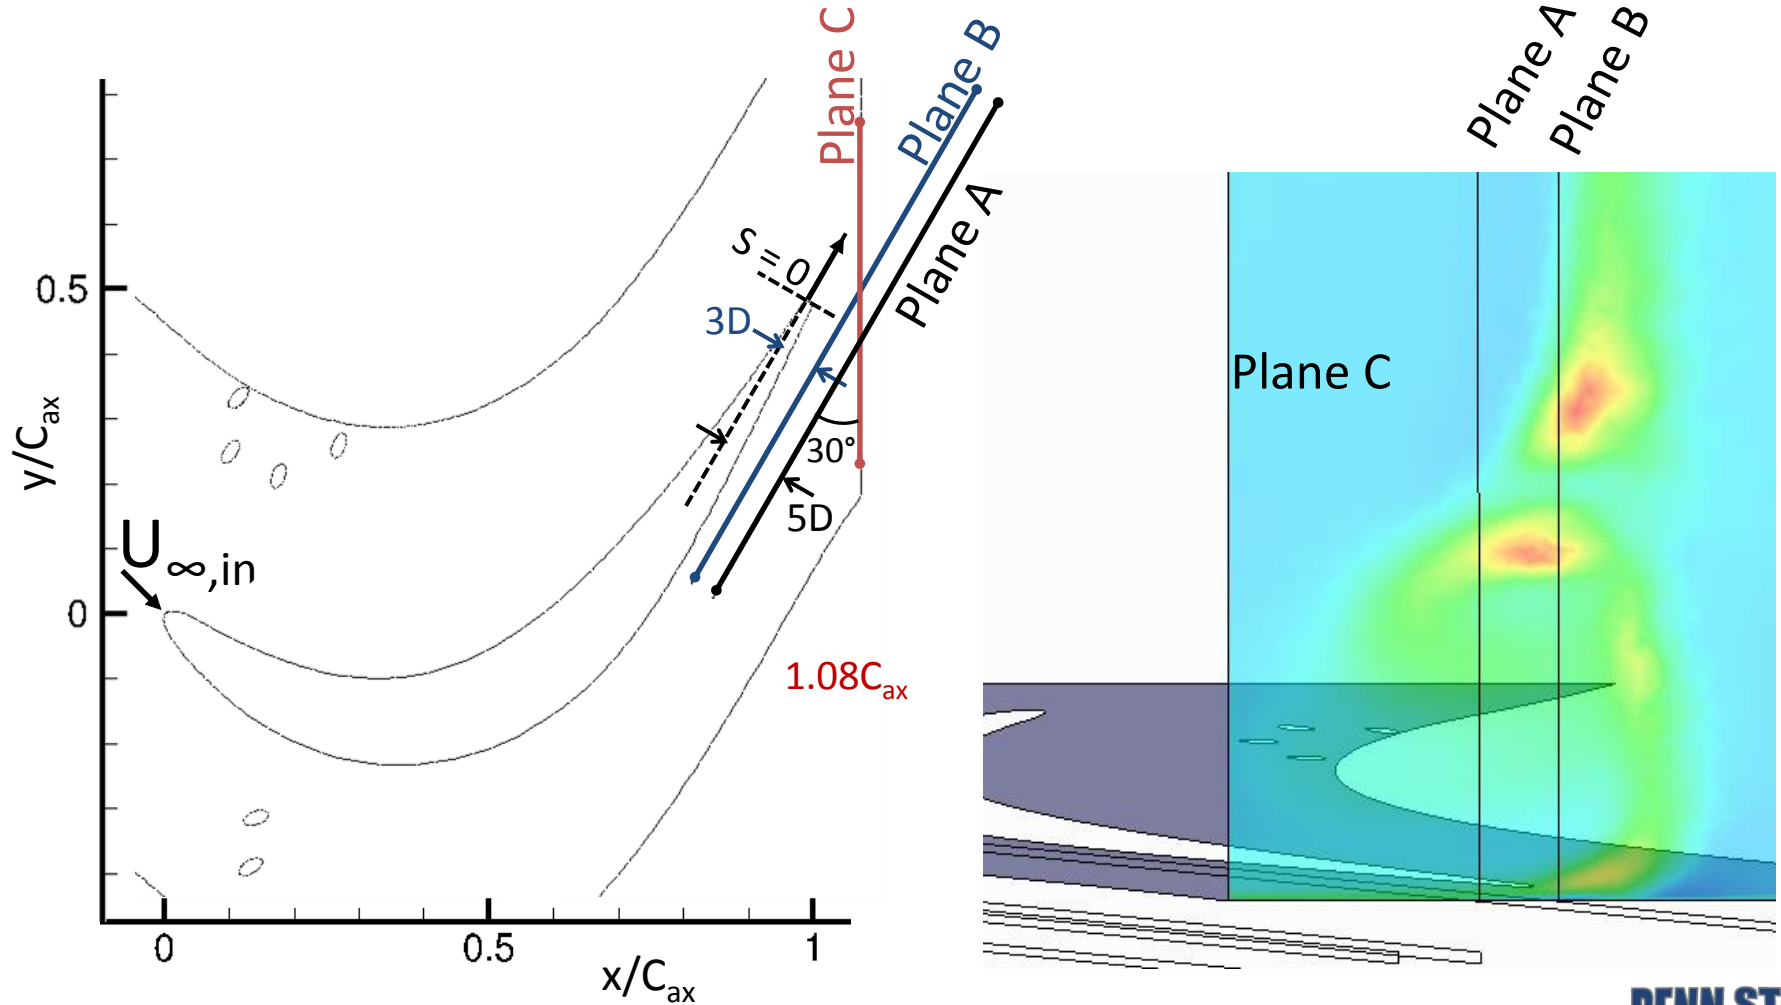 Plane C
Plane B
Plane A
s = 0
3D
30°
5D
1.08Cax
U∞,in
0.5
0
y/Cax
0
0.5
1
x/Cax
Plane A
Plane B
Plane C